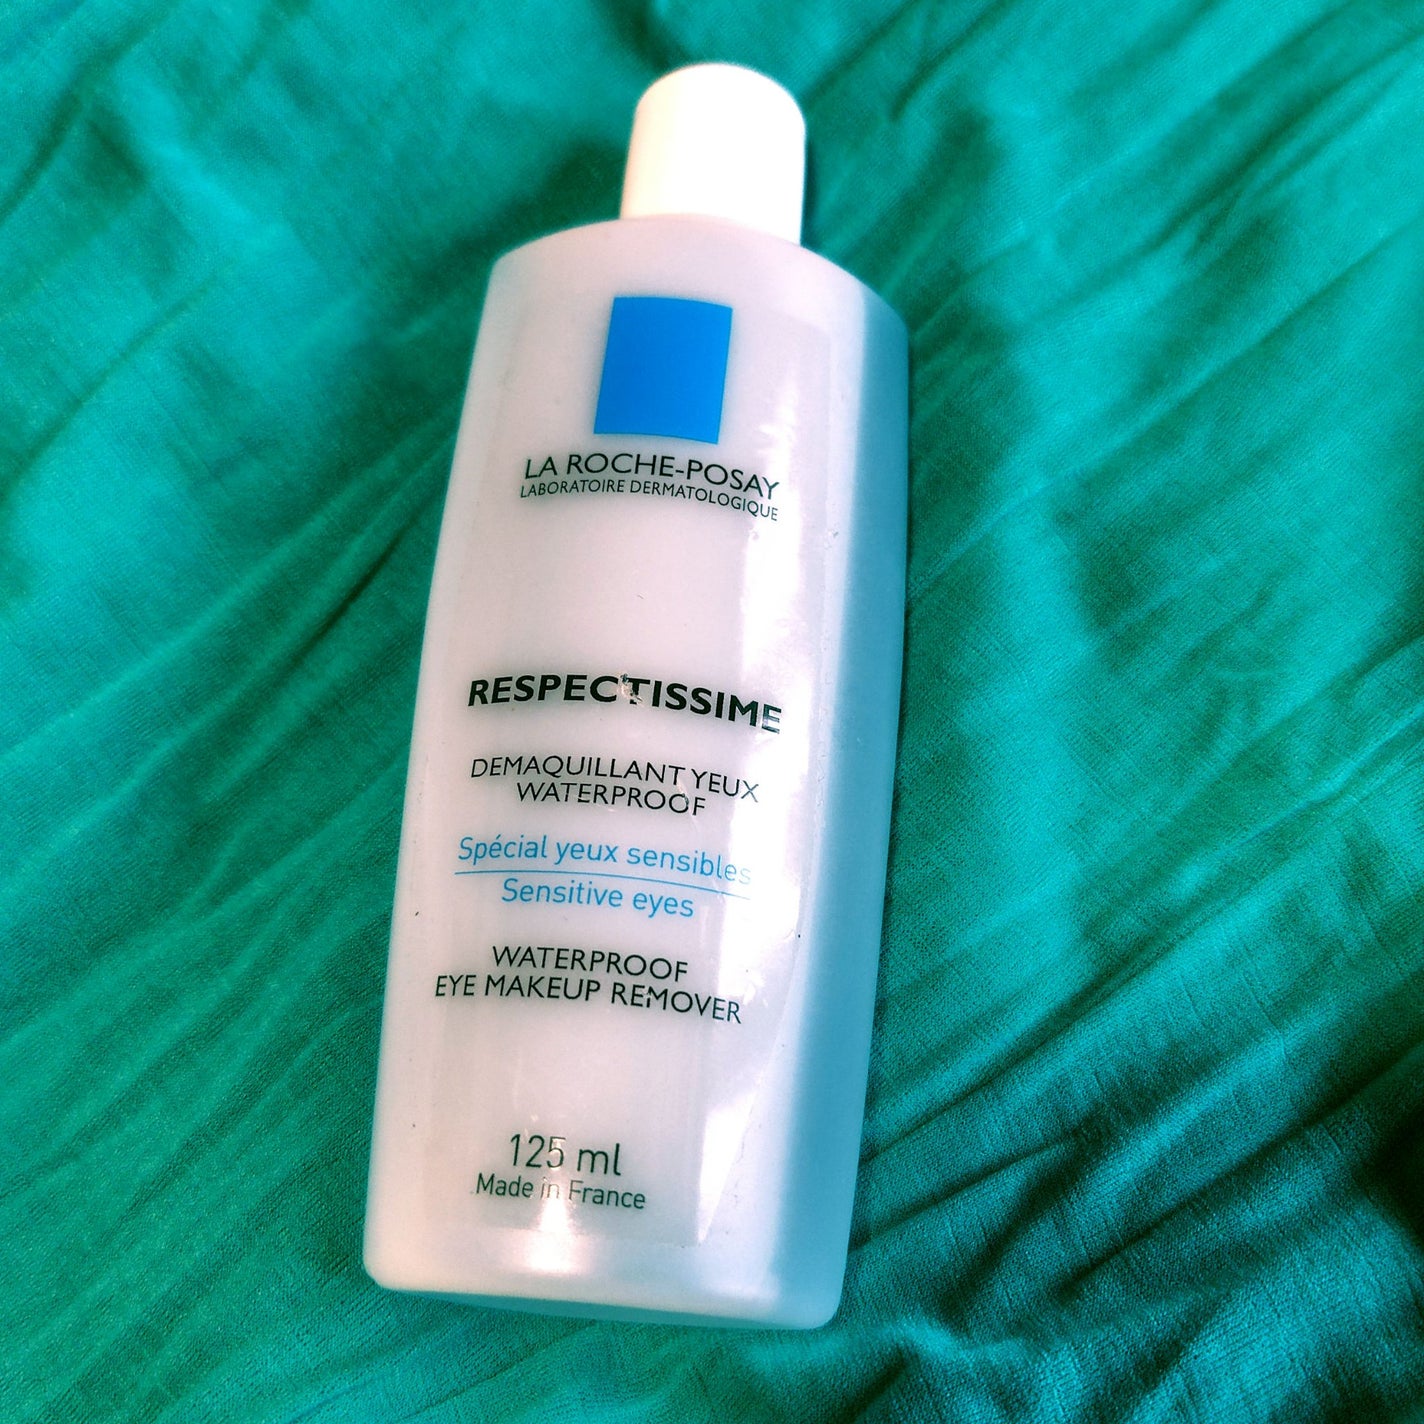 LA ROCHE-POSAY
LABORATOIRE DERMATOLOGIQUE
RESPECTISSIME
DEMAQUILLANT YEUX
WATERPROOF
Spécial yeux sensibles
Sensitive eyes
WATERPROOF
EYE MAKEUP REMOVER
125 ml
Made in France